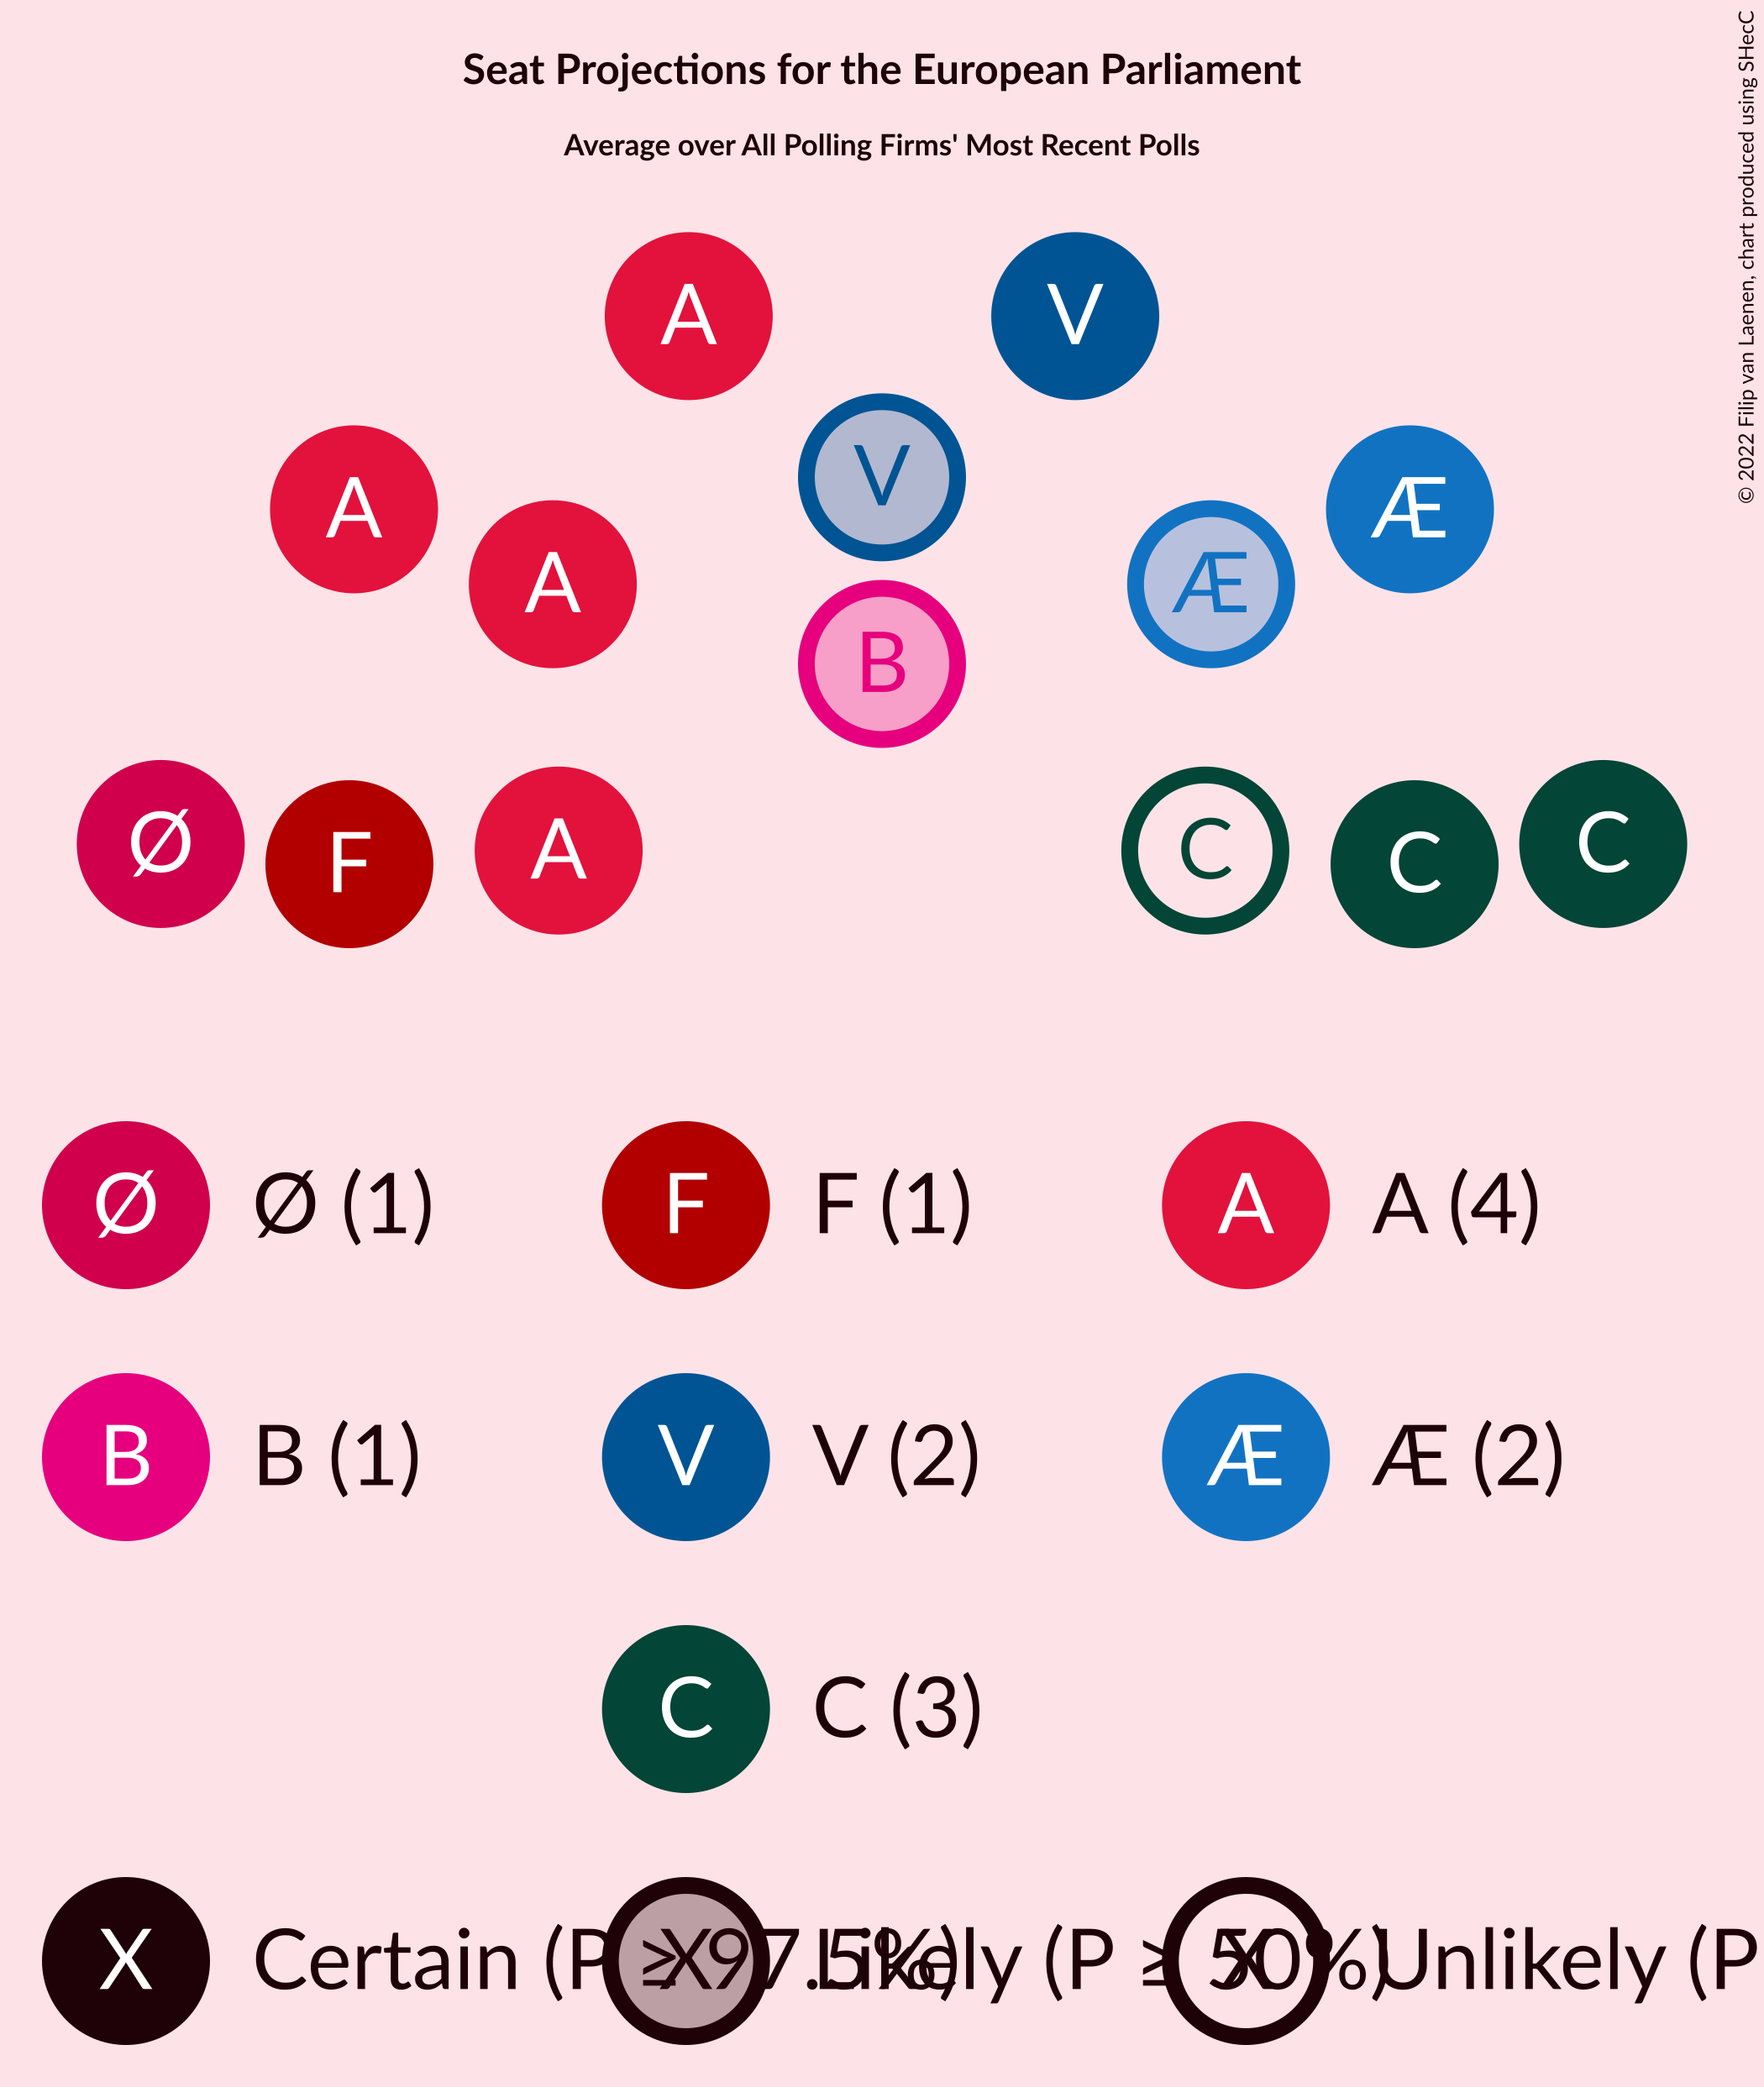 Seat Projections for the European Parliament
Average over All Polling Firms' Most Recent Polls
© 2022 Filip van Laenen, chart produced using SHecC
A V
V
A Æ
A Æ
B
Ø C
A C
F C
Ø Ø (1) F F (1) A A (4)
B B (1) V V (2) Æ Æ (2)
C C (3)
X Certain (P ≥ 97.5%) X Likely (P ≥ 50%) X Unlikely (P